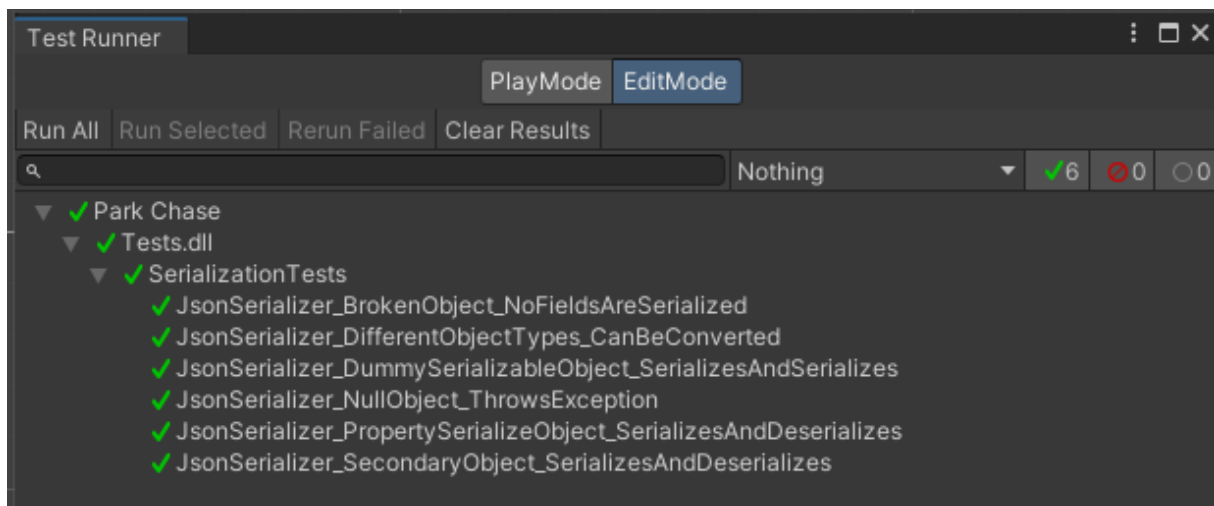 Test Runner
PlayMode EditMode
Run All Run Selected Rerun Failed Clear Results
Nothing 6 0 0
Park Chase
Tests.dll
SerializationTests
JsonSerializer_BrokenObject_NoFieldsAreSerialized
JsonSerializer_DifferentObjectTypes_CanBeConverted
JsonSerializer_DummySerializableObject_SerializesAndSerializes
JsonSerializer_NullObject_ThrowsException
JsonSerializer_PropertySerializeObject_SerializesAndDeserializes
JsonSerializer_SecondaryObject_SerializesAndDeserializes